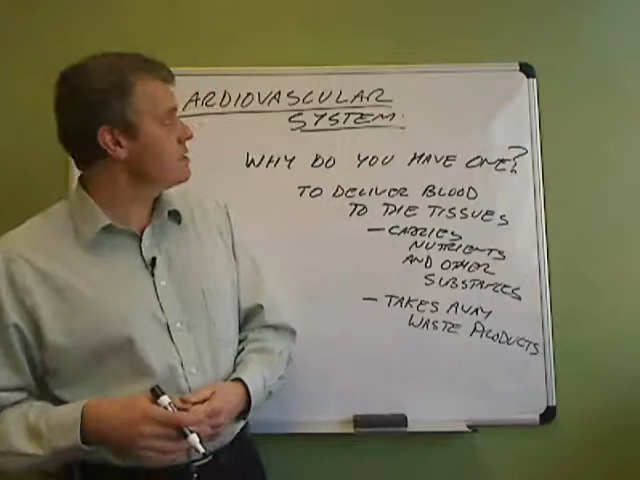 ARDIOVASCULAR
SYSTEM.
WHY DO YOU HAVE ONE?
TO DELIVER BLOOD
TO THE TISSUES
- CARRIES
NUTRIENTS
AND OTHER
SUBSTANCES
- TAKES AWAY
WASTE PRODUCTS